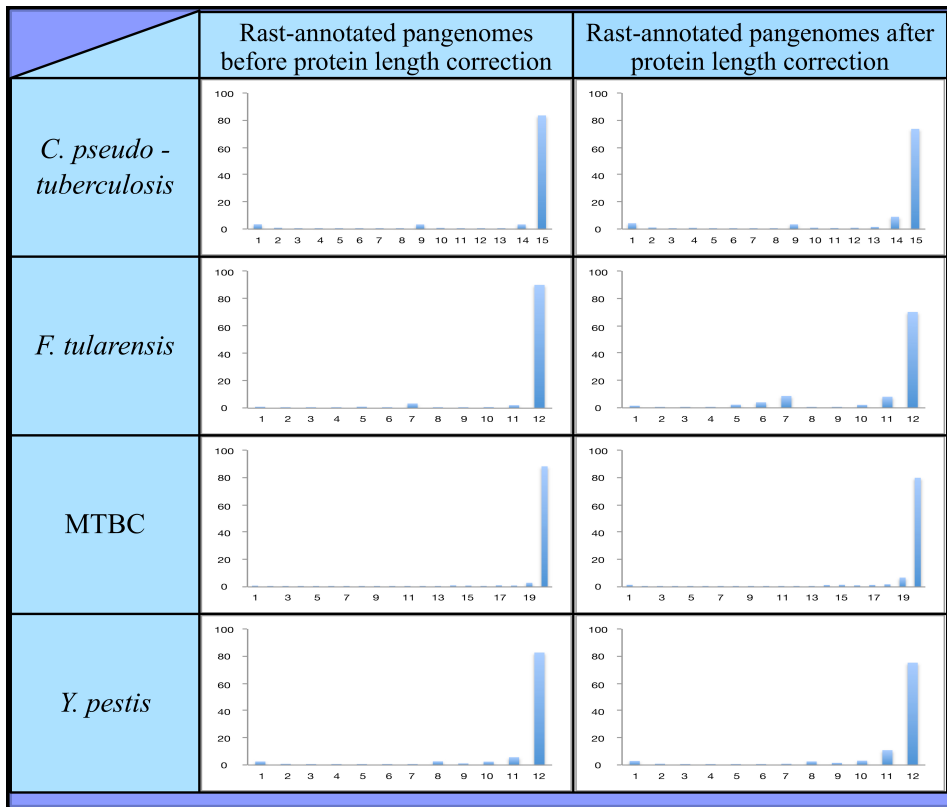 Rast-annotated pangenomes
before protein length correction
Rast-annotated pangenomes after
protein length correction
C. pseudo -
tuberculosis
100
80
60
40
20
0
1 2 3 4 5 6 7 8 9 10 11 12 13 14 15
100
80
60
40
20
0
1 2 3 4 5 6 7 8 9 10 11 12 13 14 15
F. tularensis
100
80
60
40
20
0
1 2 3 4 5 6 7 8 9 10 11 12
100
80
60
40
20
0
1 2 3 4 5 6 7 8 9 10 11 12
MTBC
100
80
60
40
20
0
1 3 5 7 9 11 13 15 17 19
100
80
60
40
20
0
1 3 5 7 9 11 13 15 17 19
Y. pestis
100
80
60
40
20
0
1 2 3 4 5 6 7 8 9 10 11 12
100
80
60
40
20
0
1 2 3 4 5 6 7 8 9 10 11 12